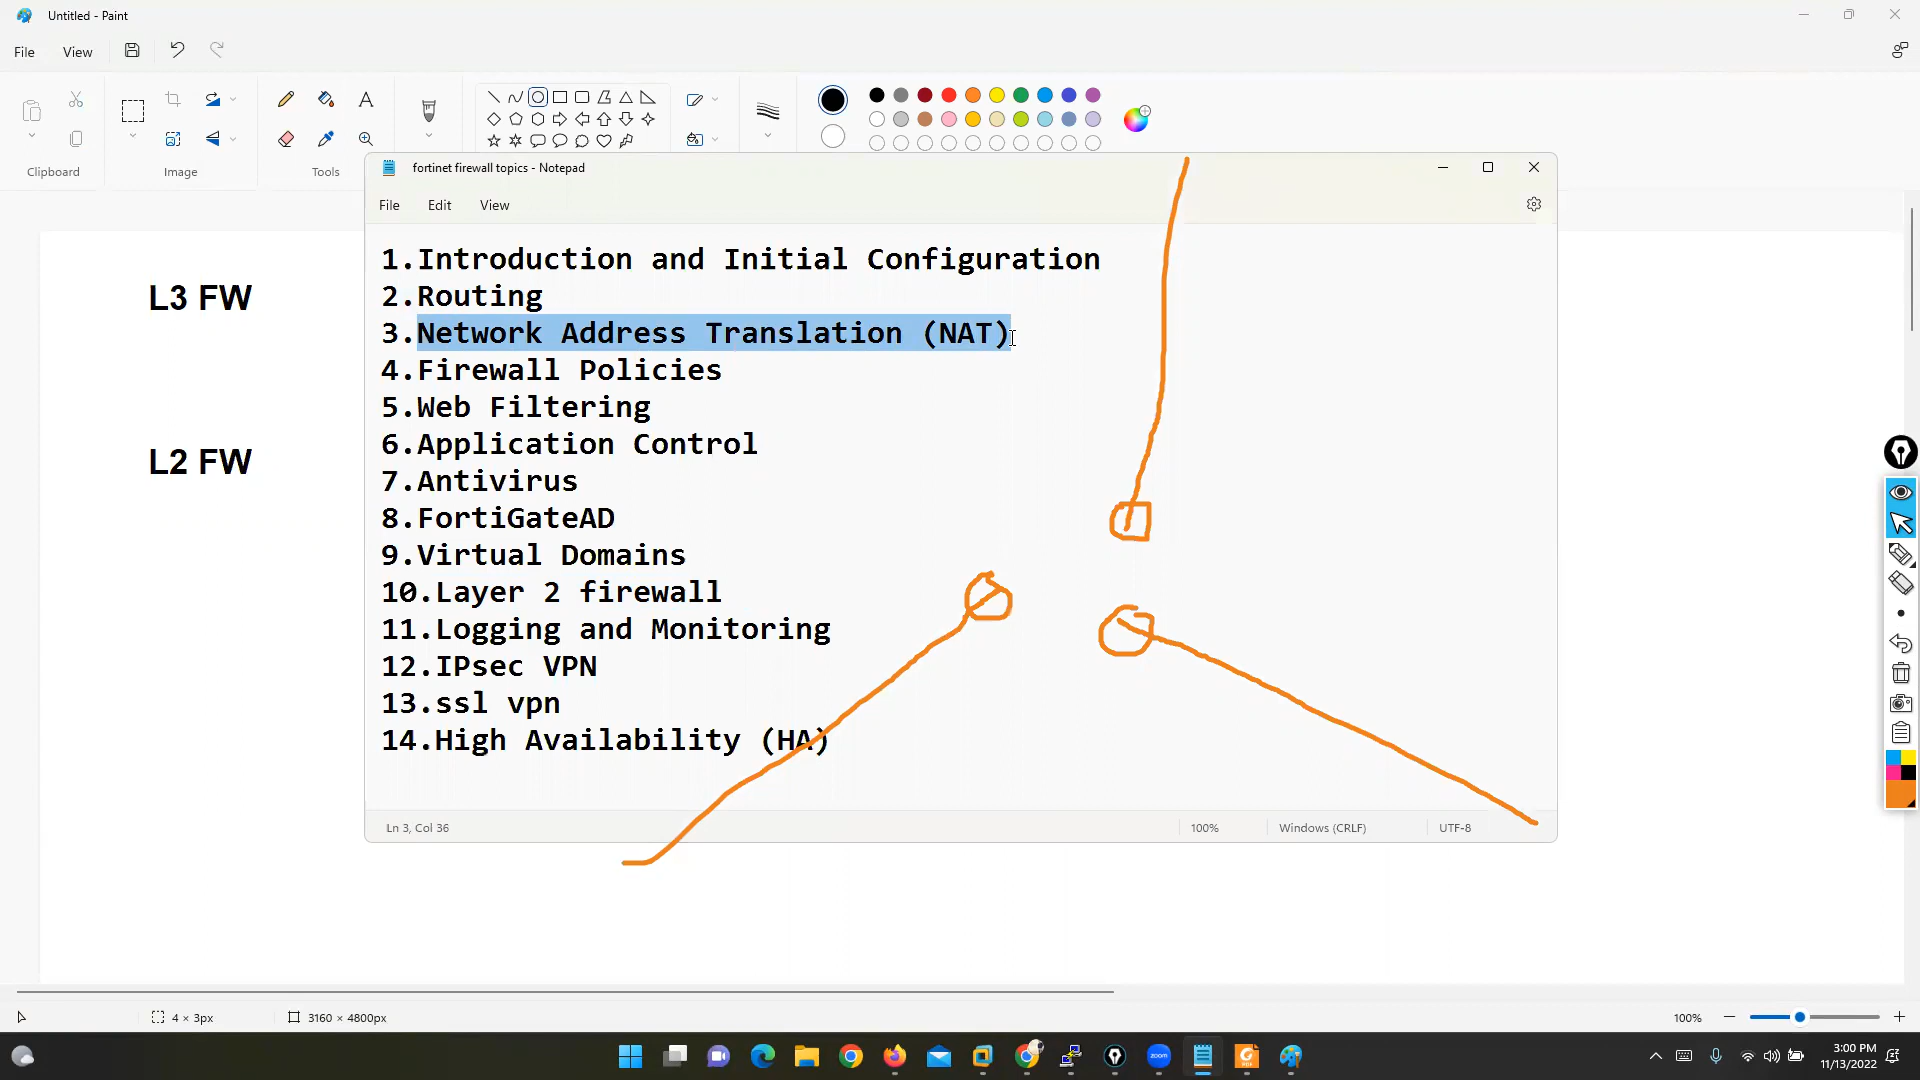 Untitled - Paint
File View
Clipboard
Image
Tools
fortinet firewall topics - Notepad
File Edit View
L3 FW
L2 FW
1.Introduction and Initial Configuration
2.Routing
3.Network Address Translation (NAT)
4.Firewall Policies
5.Web Filtering
6.Application Control
7.Antivirus
8.FortiGateAD
9.Virtual Domains
10.Layer 2 firewall
11.Logging and Monitoring
12.IPsec VPN
13.ssl vpn
14.High Availability (HA)
Ln 3, Col 36
100%
Windows (CRLF)
UTF-8
4 × 3px
3160 × 4800px
100%
zoom
3:00 PM
11/13/2022